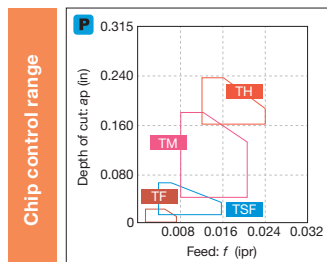 Chip control range
P
Depth of cut: ap (in)
0.315
0.240
0.160
0.080
0
TH
TM
TF
TSF
0.008
0.016
0.024
0.032
Feed: f (ipr)